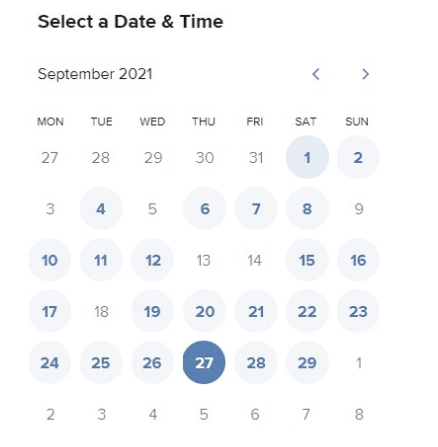 Select a Date & Time
September 2021
MON TUE WED THU FRI SAT SUN
27 28 29 30 31 1 2
3 4 5 6 7 8 9
10 11 12 13 14 15 16
17 18 19 20 21 22 23
24 25 26 27 28 29 1
2 3 4 5 6 7 8